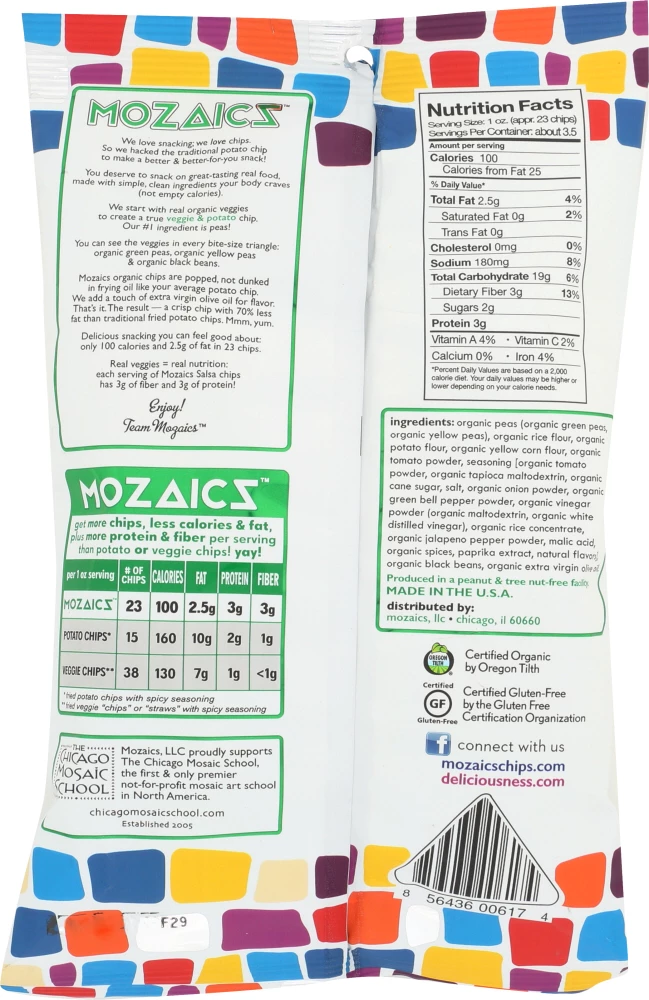 MOZAICS™
We love snacking; we love chips.
So we hacked the traditional potato chip
to make a better & better-for-you snack!
You deserve to snack on great-tasting real food,
made with simple, clean ingredients your body craves
(not empty calories).
We start with real organic veggies
to create a true veggie & potato chip.
Our #1 ingredient is peas!
You can see the veggies in every bite-size triangle:
organic green peas, organic yellow peas
& organic black beans.
Mozaics organic chips are popped, not dunked
in frying oil like your average potato chip.
We add a touch of extra virgin olive oil for flavor.
That's it. The result — a crisp chip with 70% less
fat than traditional fried potato chips. Mmm, yum.
Delicious snacking you can feel good about:
only 100 calories and 2.5g of fat in 23 chips.
Real veggies = real nutrition:
each serving of Mozaics Salsa chips
has 3g of fiber and 3g of protein!
Enjoy!
Team Mozaics™
MOZAICS™
get more chips, less calories & fat,
plus more protein & fiber per serving
than potato or veggie chips! yay!
per 1 oz serving # OF CHIPS CALORIES FAT PROTEIN FIBER
MOZAICS™ 23 100 2.5g 3g 3g
POTATO CHIPS* 15 160 10g 2g 1g
VEGGIE CHIPS** 38 130 7g 1g <1g
*fried potato chips with spicy seasoning
**fried veggie "chips" or "straws" with spicy seasoning
THE
CHICAGO
MOSAIC
SCHOOL
Mozaics, LLC proudly supports
The Chicago Mosaic School,
the first & only premier
not-for-profit mosaic art school
in North America.
chicagomosaicschool.com
Established 2005
F29
Nutrition Facts
Serving Size: 1 oz. (appr. 23 chips)
Servings Per Container: about 3.5
Amount per serving
Calories 100
Calories from Fat 25
% Daily Value*
Total Fat 2.5g 4%
Saturated Fat 0g 2%
Trans Fat 0g
Cholesterol 0mg 0%
Sodium 180mg 8%
Total Carbohydrate 19g 6%
Dietary Fiber 3g 13%
Sugars 2g
Protein 3g
Vitamin A 4% • Vitamin C 2%
Calcium 0% • Iron 4%
*Percent Daily Values are based on a 2,000
calorie diet. Your daily values may be higher or
lower depending on your calorie needs.
ingredients: organic peas (organic green peas,
organic yellow peas), organic rice flour, organic
potato flour, organic yellow corn flour, organic
tomato powder, seasoning [organic tomato
powder, organic tapioca maltodextrin, organic
cane sugar, salt, organic onion powder, organic
green bell pepper powder, organic vinegar
powder (organic maltodextrin, organic white
distilled vinegar), organic rice concentrate,
organic jalapeno pepper powder, malic acid,
organic spices, paprika extract, natural flavors]
organic black beans, organic extra virgin olive oil
Produced in a peanut & tree nut-free facility.
MADE IN THE U.S.A.
distributed by:
mozaics, llc • chicago, il 60660
OREGON
TILTH
Certified Organic
by Oregon Tilth
Certified
GF
Gluten-Free
Certified Gluten-Free
by the Gluten Free
Certification Organization
f connect with us
mozaicschips.com
deliciousness.com
8 56436 00617 4